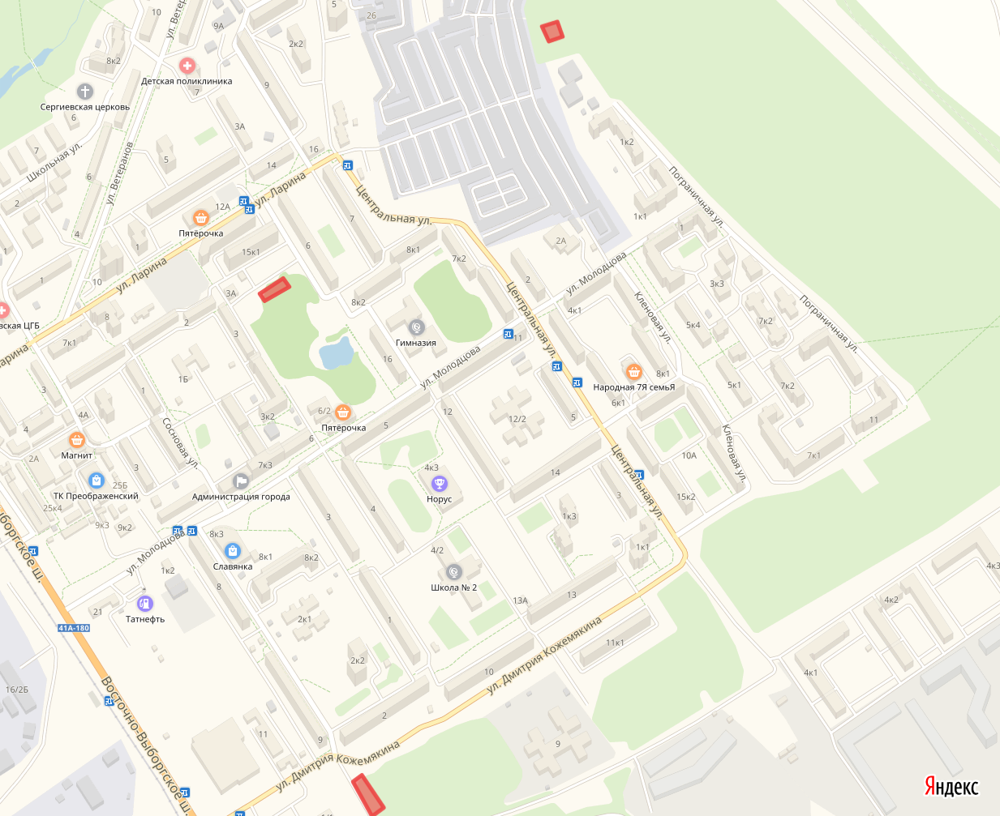 10
ул. Ветеранов
9А
5
26
2к2
8к2
Детская поликлиника
7
9
Сергиевская церковь
6
3А
1к2
7
Школьная ул.
ул. Ветеранов
5
16
14
6
2
ул. Ларина
Центральная ул.
Пограничная ул.
12А
7
1к1
1
Пятёрочка
4
1
6
15к1
8к1
7к2
2А
ул. Молодцова
1
10
ул. Ларина
2
3к3
3А
8к2
Центральная ул.
4к1
Кленовая ул.
Пограничная ул.
8
2
7к2
5к4
3
Гимназия
11
7к1
16
ул. Молодцова
1Б
8к1
3
1
Народная 7Я семьЯ
5к1
7к2
4А
3к2
6/2
12
6к1
Пятёрочка
5
12/2
5
11
4
Сосновая ул.
6
Магнит
2А
3
7к3
4к3
14
Центральная ул.
10А
Кленовая ул.
7к1
25Б
ТК Преображенский
Администрация города
Норус
3
15к2
25к4
9к3
9к2
3
4
1к3
8к3
ул. Молодцова
8к1
8к2
4/2
1к1
Славянка
1к2
4к3
8
Школа № 2
21
13А
13
4к2
Татнефть
2к1
1
41А-180
ул. Дмитрия Кожемякина
11к1
2к2
10
4к1
16/2Б
Восточно-Выборгское ш.
2
11
9
9
ул. Дмитрия Кожемякина
Яндекс